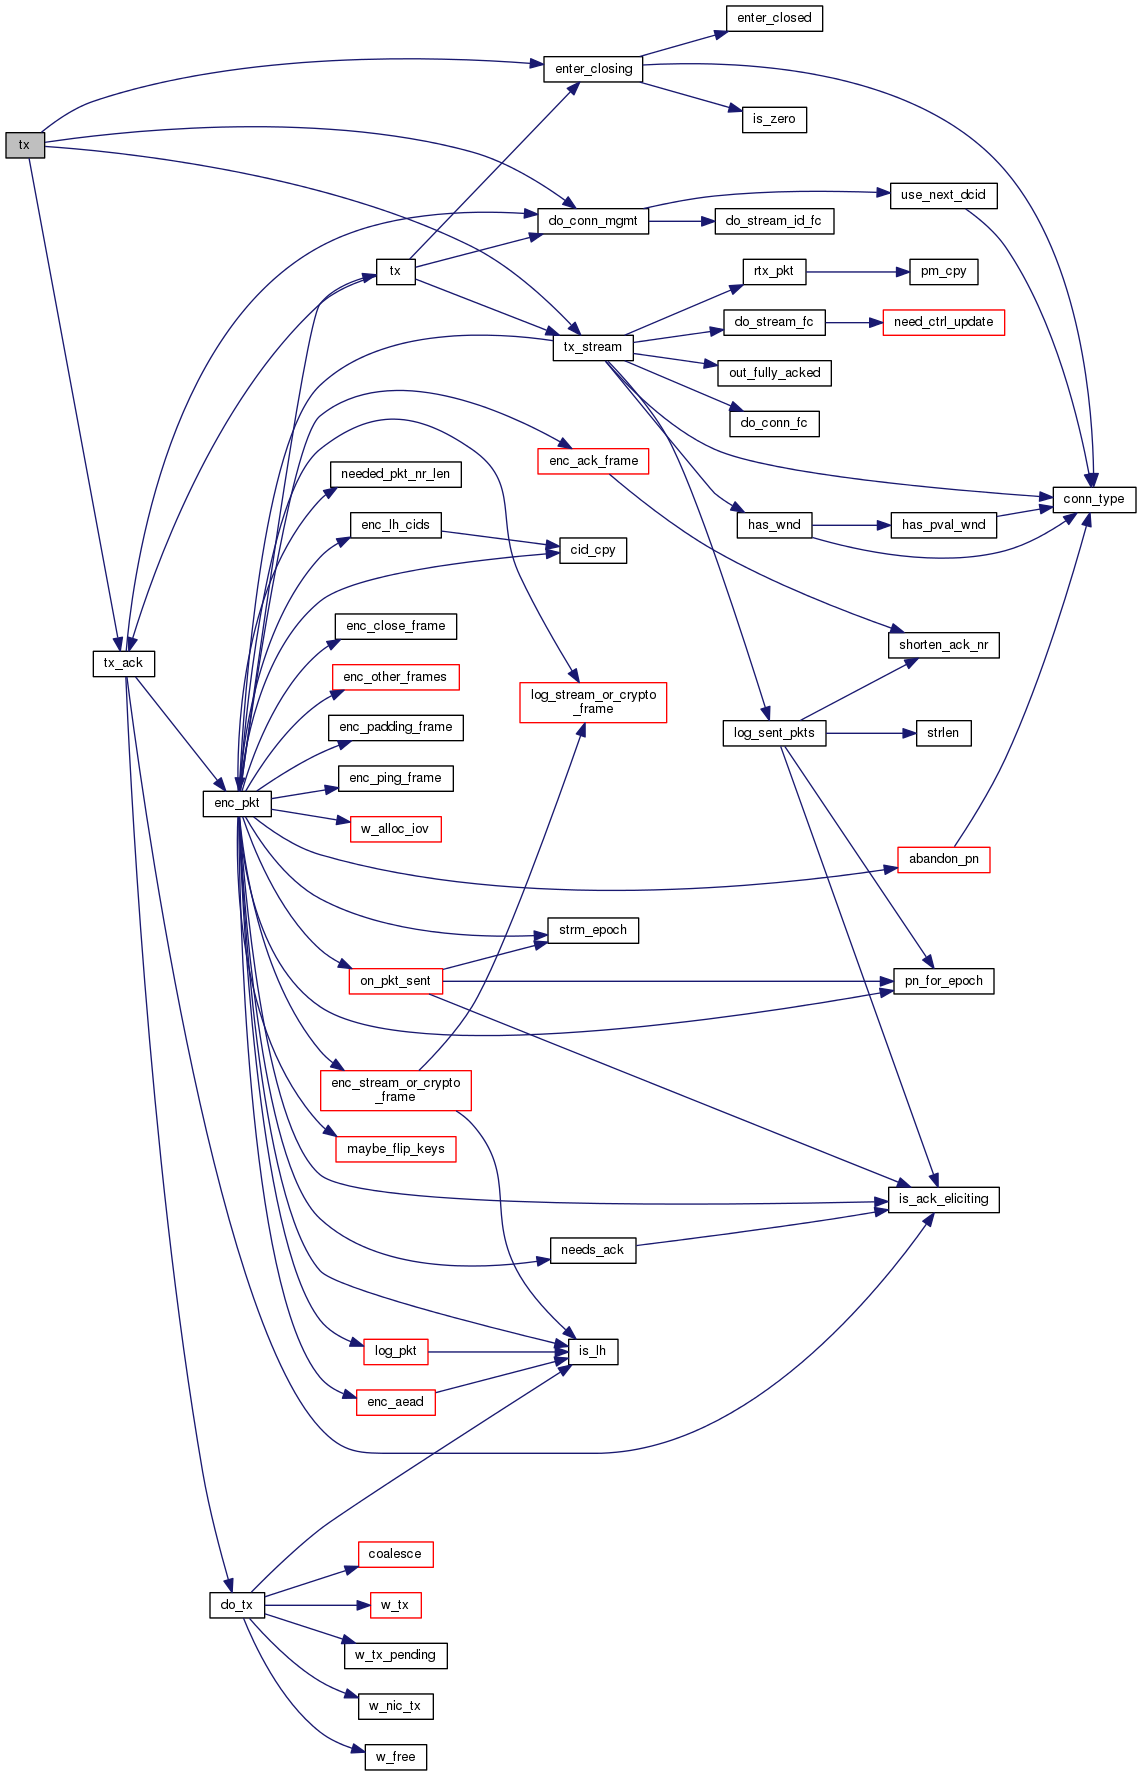 enter_closed
enter_closing
is_zero
tx
use_next_dcid
do_conn_mgmt
do_stream_id_fc
tx
rtx_pkt
pm_cpy
do_stream_fc
need_ctrl_update
tx_stream
out_fully_acked
do_conn_fc
enc_ack_frame
needed_pkt_nr_len
conn_type
enc_lh_cids
has_wnd
has_pval_wnd
cid_cpy
enc_close_frame
shorten_ack_nr
tx_ack
enc_other_frames
log_stream_or_crypto
_frame
enc_padding_frame
log_sent_pkts
strlen
enc_ping_frame
enc_pkt
w_alloc_iov
abandon_pn
strm_epoch
on_pkt_sent
pn_for_epoch
enc_stream_or_crypto
_frame
maybe_flip_keys
is_ack_eliciting
needs_ack
log_pkt
is_lh
enc_aead
coalesce
do_tx
w_tx
w_tx_pending
w_nic_tx
w_free